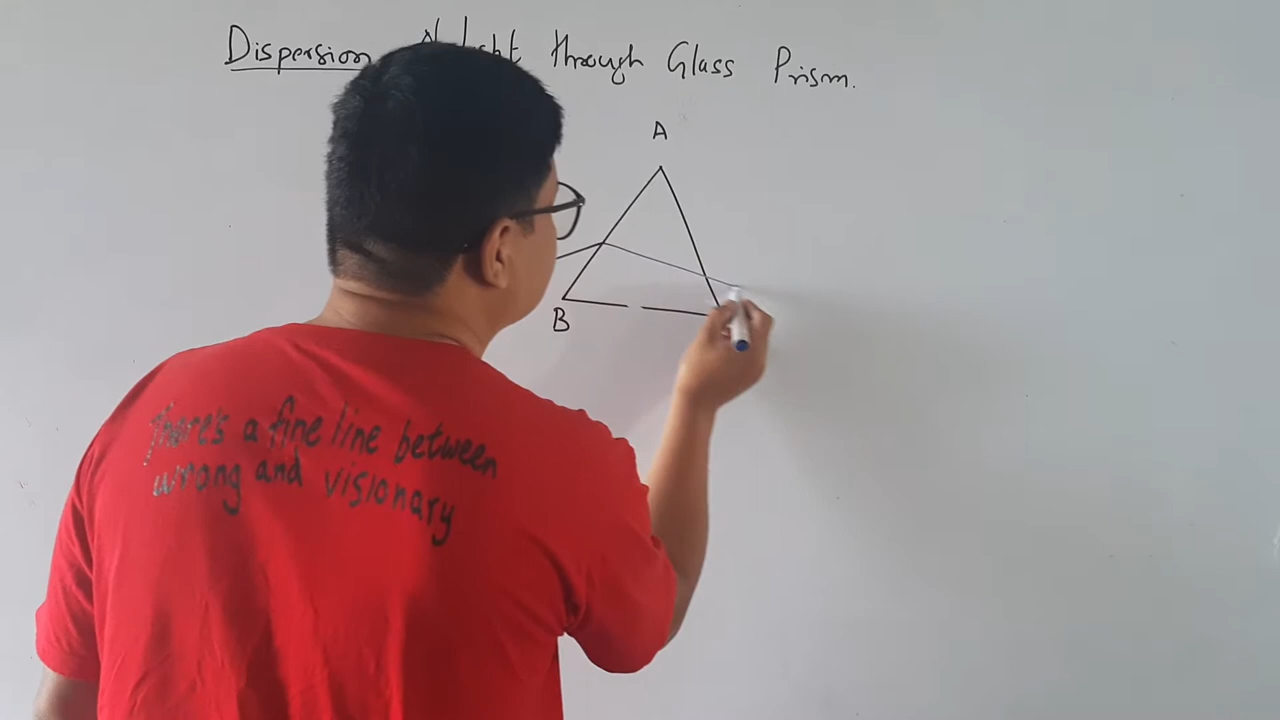 Dispersion through Glass Prism.
A
B
There's a fine line between
wrong and visionary